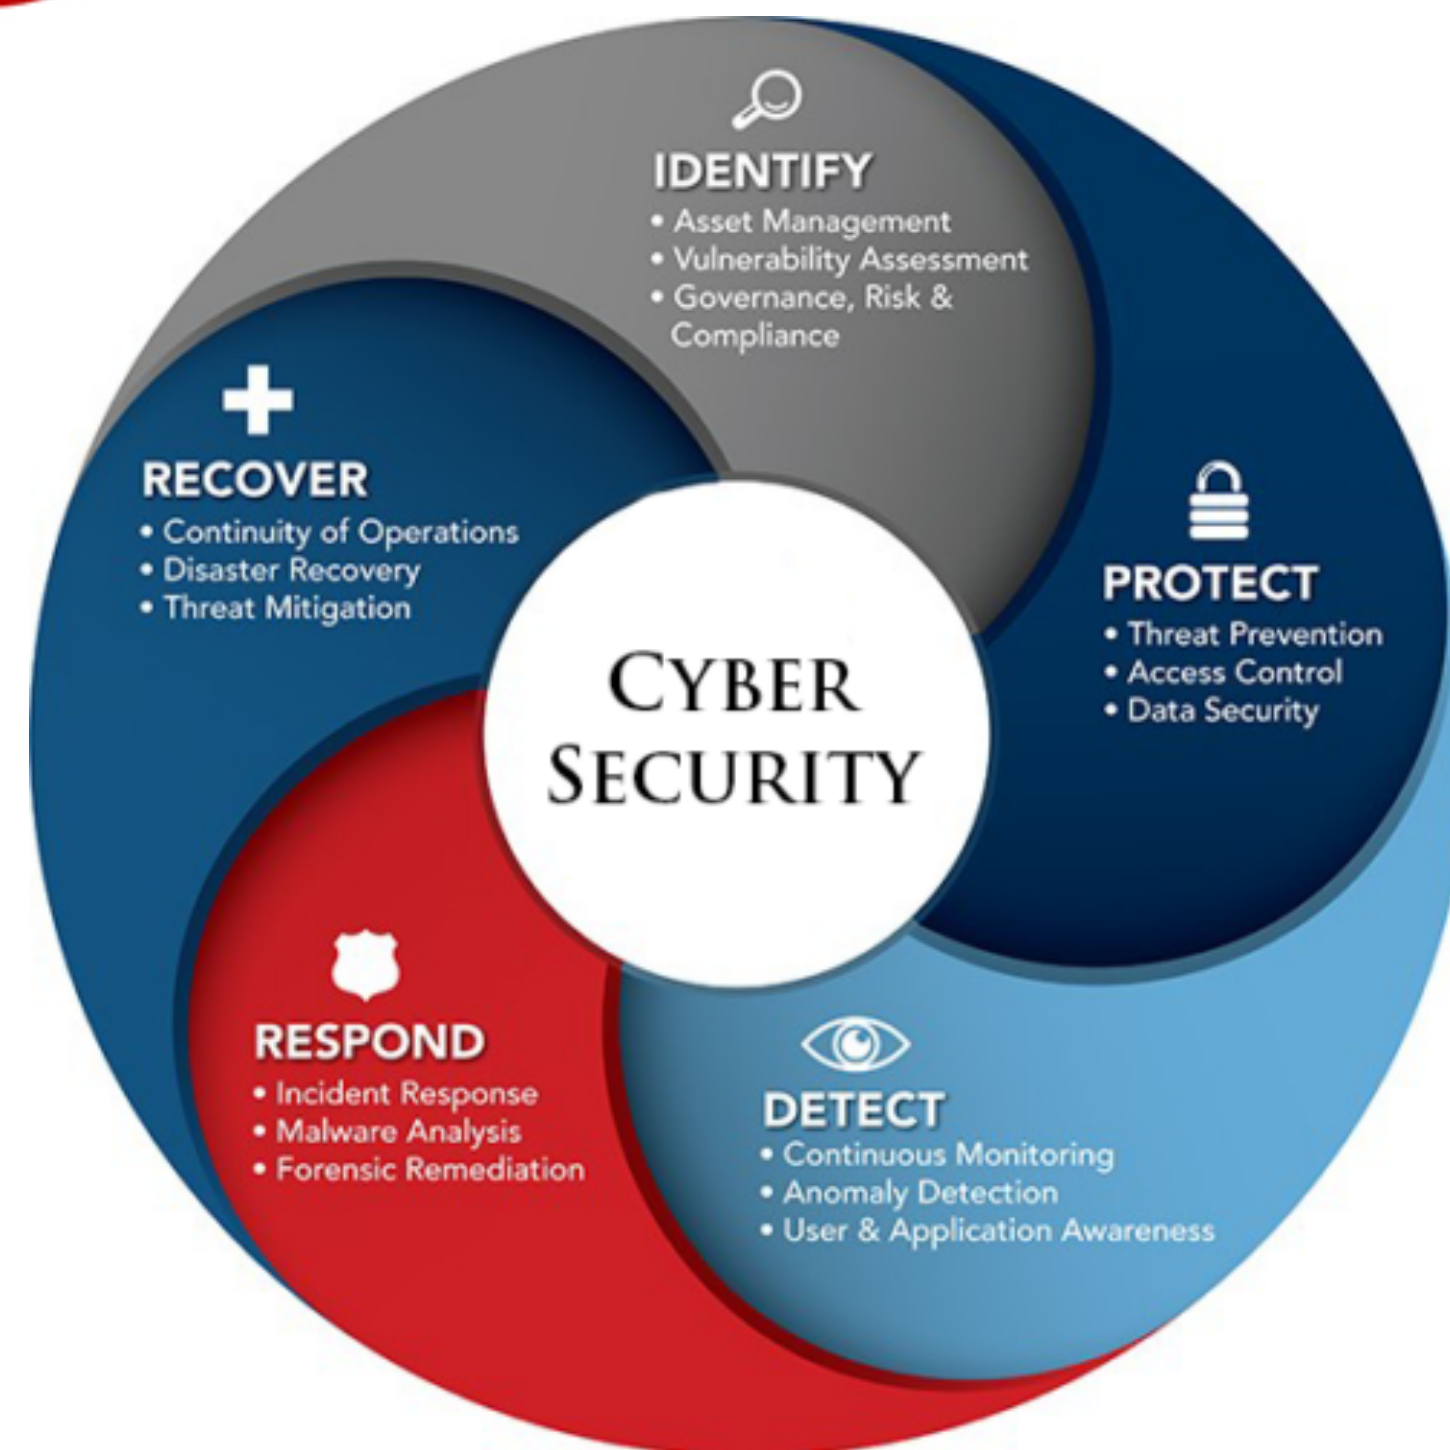 IDENTIFY
• Asset Management
• Vulnerability Assessment
• Governance, Risk &
Compliance
PROTECT
• Threat Prevention
• Access Control
• Data Security
DETECT
• Continuous Monitoring
• Anomaly Detection
• User & Application Awareness
RESPOND
• Incident Response
• Malware Analysis
• Forensic Remediation
RECOVER
• Continuity of Operations
• Disaster Recovery
• Threat Mitigation
CYBER
SECURITY